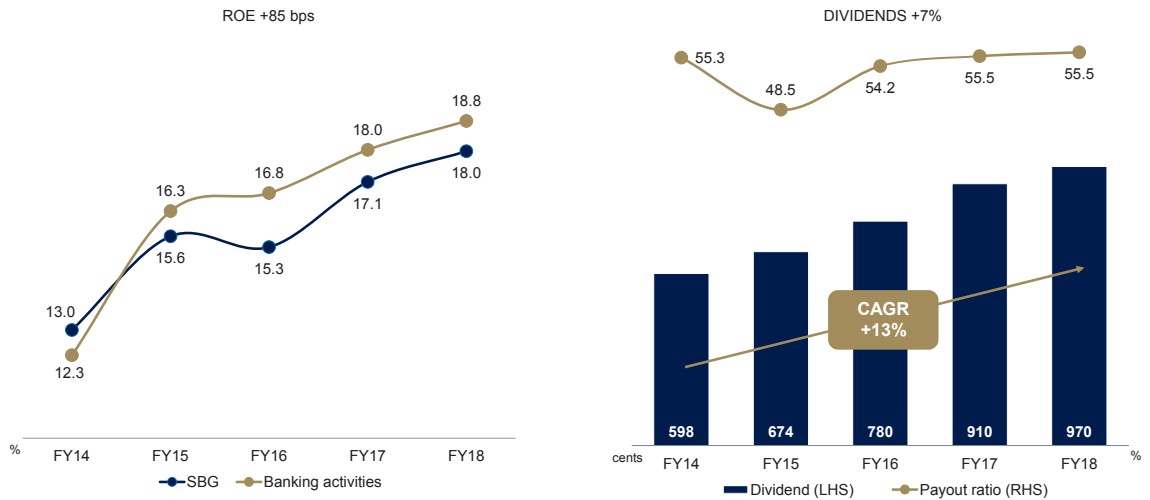 ROE +85 bps
18.8
18.0
16.8
16.3
18.0
17.1
15.6
15.3
13.0
12.3
%
FY14 FY15 FY16 FY17 FY18
SBG Banking activities
DIVIDENDS +7%
55.3
48.5
54.2
55.5
55.5
CAGR
+13%
598 674 780 910 970
cents FY14 FY15 FY16 FY17 FY18 %
Dividend (LHS) Payout ratio (RHS)